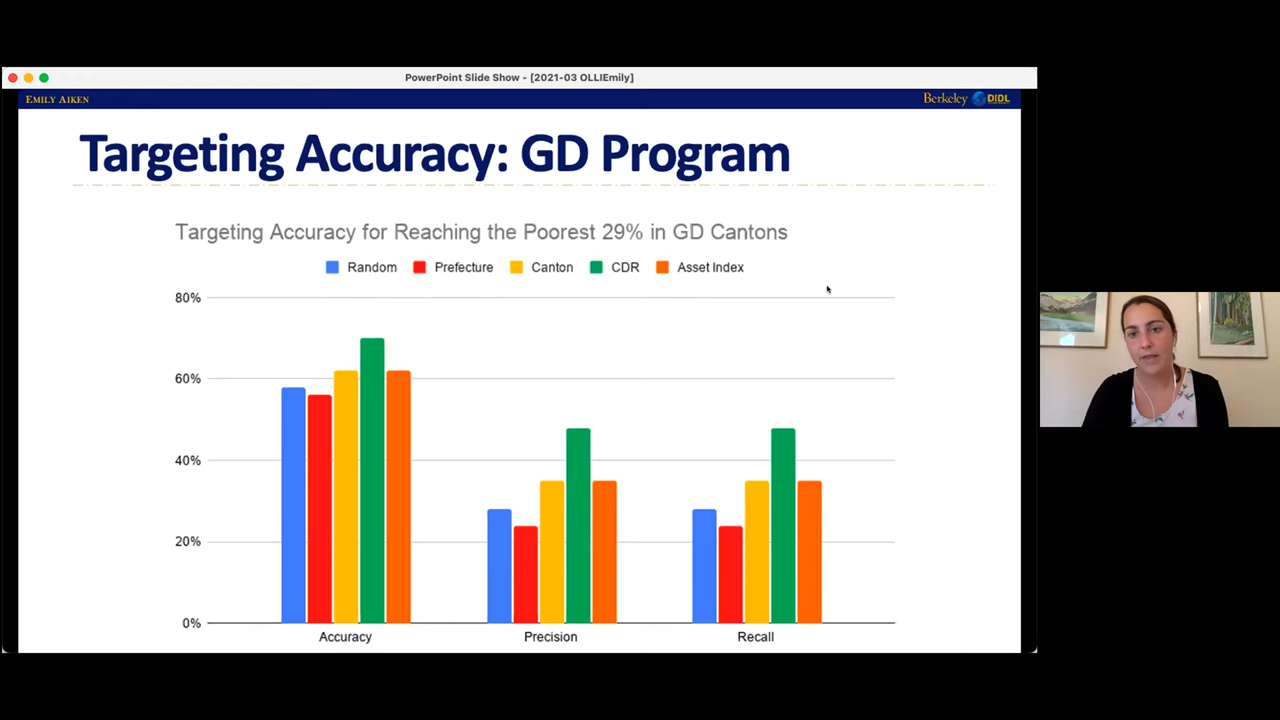 PowerPoint Slide Show - [2021-03 OLLIEmily]
EMILY AIKEN
Berkeley DIDL
Targeting Accuracy: GD Program
Targeting Accuracy for Reaching the Poorest 29% in GD Cantons
Random Prefecture Canton CDR Asset Index
80%
60%
40%
20%
0%
Accuracy Precision Recall